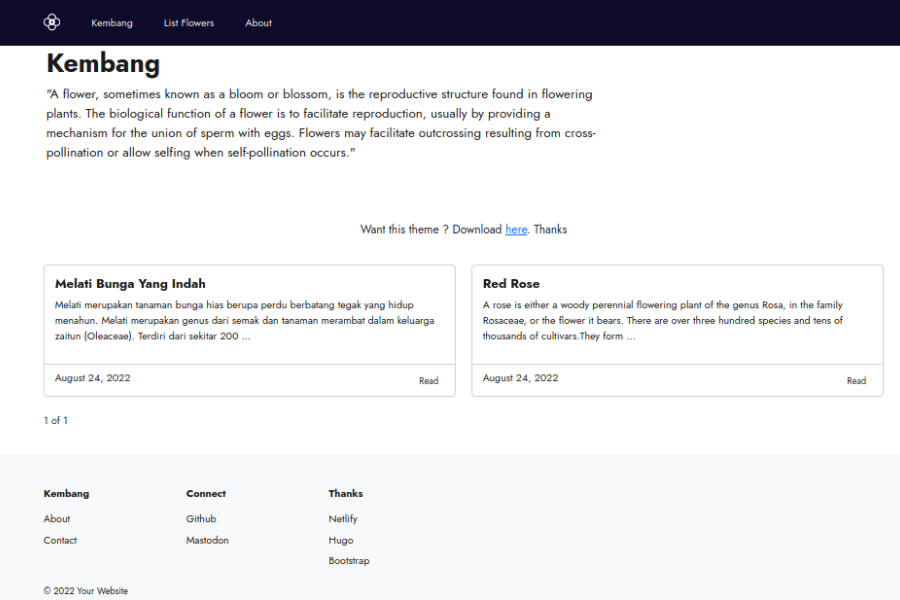 Kembang List Flowers About
Kembang
"A flower, sometimes known as a bloom or blossom, is the reproductive structure found in flowering
plants. The biological function of a flower is to facilitate reproduction, usually by providing a
mechanism for the union of sperm with eggs. Flowers may facilitate outcrossing resulting from cross-
pollination or allow selfing when self-pollination occurs."
Want this theme ? Download here. Thanks
Melati Bunga Yang Indah
Melati merupakan tanaman bunga hias berupa perdu berbatang tegak yang hidup
menahun. Melati merupakan genus dari semak dan tanaman merambat dalam keluarga
zaitun (Oleaceae). Terdiri dari sekitar 200 ...
August 24, 2022 Read
Red Rose
A rose is either a woody perennial flowering plant of the genus Rosa, in the family
Rosaceae, or the flower it bears. There are over three hundred species and tens of
thousands of cultivars.They form ...
August 24, 2022 Read
1 of 1
Kembang
About
Contact
Connect
Github
Mastodon
Thanks
Netlify
Hugo
Bootstrap
© 2022 Your Website